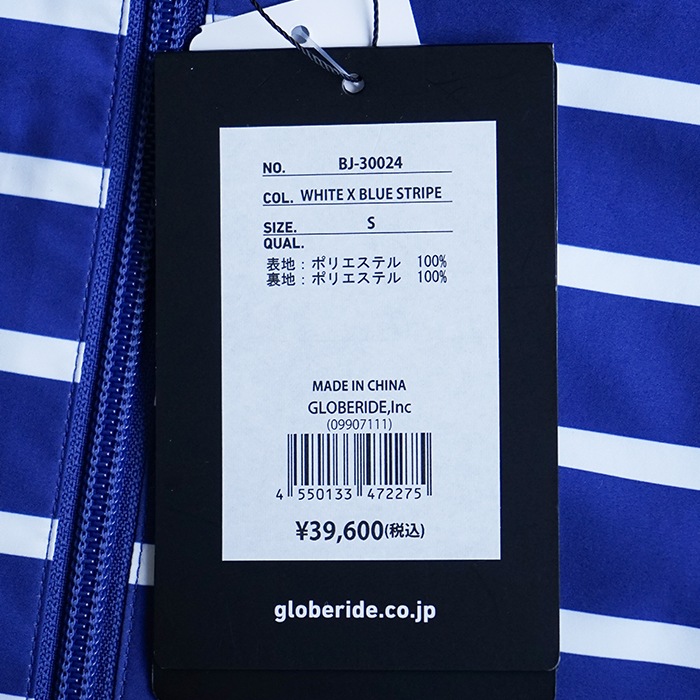 NO. BJ-30024
COL. WHITE X BLUE STRIPE
SIZE. S
QUAL.
表地：ポリエステル 100%
裏地：ポリエステル 100%
MADE IN CHINA
GLOBERIDE,Inc
(09907111)
4 550133 472275
¥39,600(税込)
globeride.co.jp